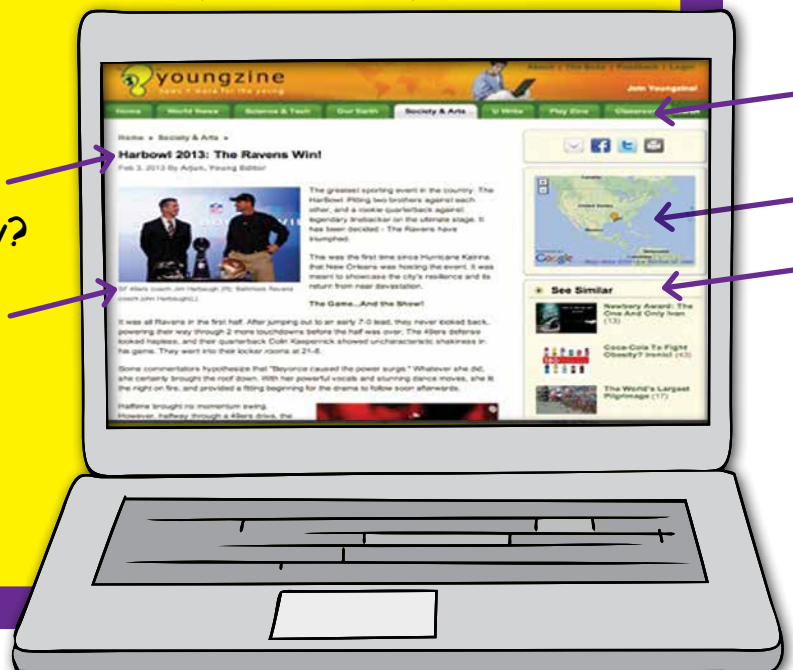 youngzine
news + more for the young
About | The Buzz | Feedback | Login
Join Youngzine!
Home World News Science & Tech Our Earth Society & Arts U Write Play Zine Classroom
Home » Society & Arts »
Harbowl 2013: The Ravens Win!
Feb 3, 2013 By Arjun, Young Editor
The greatest sporting event in the country. The
HarBowl. Pitting two brothers against each
other, and a rookie quarterback against
legendary linebacker on the ultimate stage. It
has been decided - The Ravens have
triumphed.
This was the first time since Hurricane Katrina
that New Orleans was hosting the event. It was
meant to showcase the city's resilience and its
return from near devastation.
SF 49ers coach Jim Harbaugh (R); Baltimore Ravens
coach John Harbaugh(L)
The Game...And the Show!
It was all Ravens in the first half. After jumping out to an early 7-0 lead, they never looked back,
powering their way through 2 more touchdowns before the half was over. The 49ers defense
looked hapless, and their quarterback Colin Kaepernick showed uncharacteristic shakiness in
his game. They went into their locker rooms at 21-6.
Some commentators hypothesize that "Beyonce caused the power surge." Whatever she did,
she certainly brought the roof down. With her powerful vocals and stunning dance moves, she lit
the night on fire, and provided a fitting beginning for the drama to follow soon afterwards.
Halftime brought no momentum swing.
However, halfway through a 49ers drive, the
Canada
United States
Mexico
Google
See Similar
Newbery Award: The
One And Only Ivan
(13)
Coca-Cola To Fight
Obesity? Ironic! (43)
The World's Largest
Pilgrimage (17)
y?